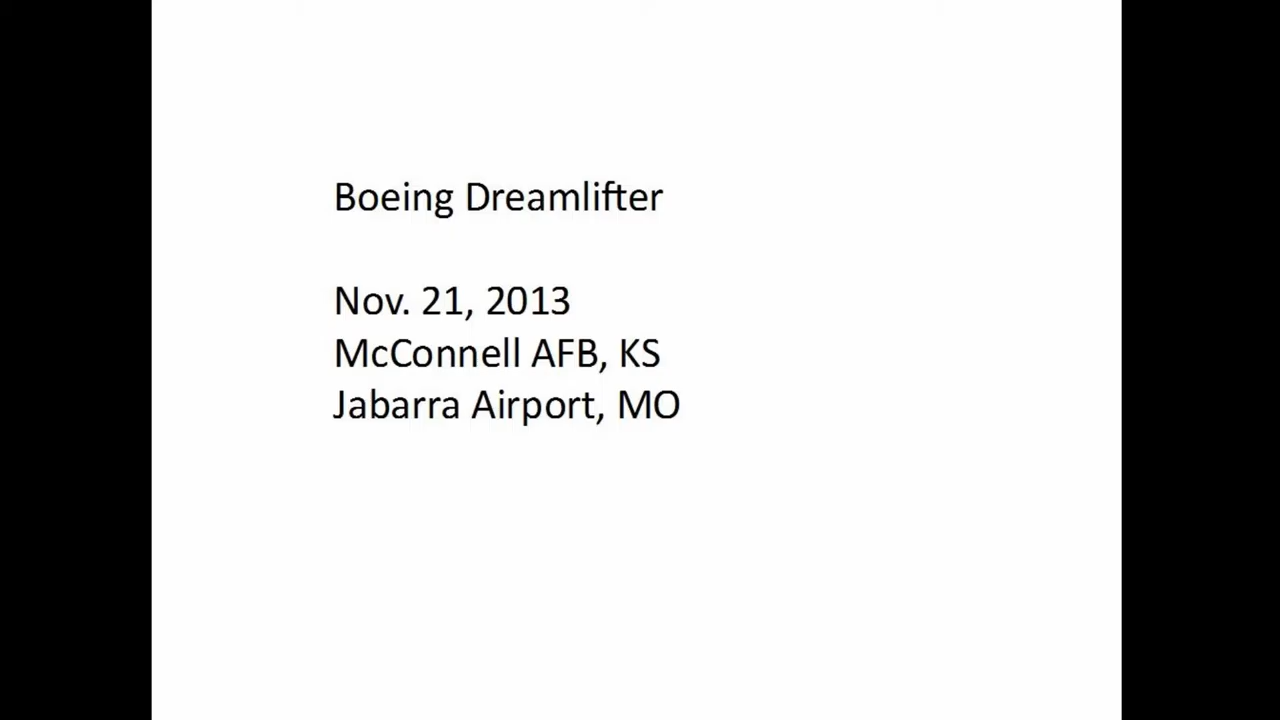 Boeing Dreamlifter
Nov. 21, 2013
McConnell AFB, KS
Jabarra Airport, MO